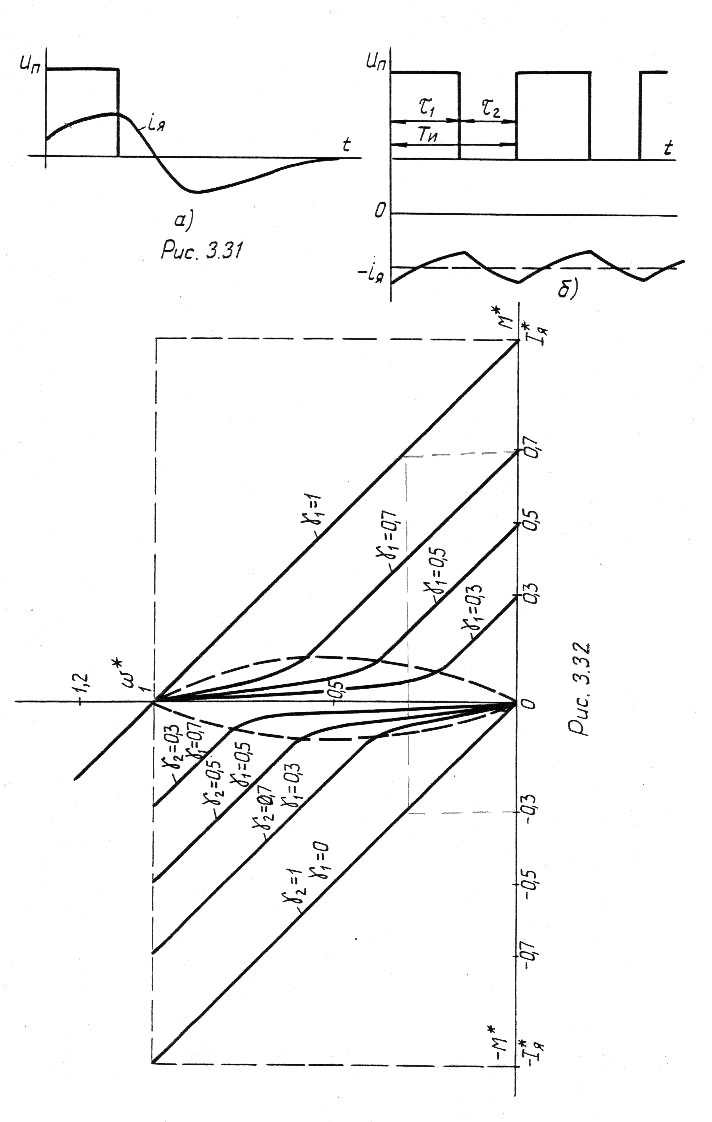 Uп
iя
t
а)
Рис. 3.31
Uп
τ1
τ2
Tи
t
0
-iя
б)
M*
Iя*
γ1=1
γ1=0,7
γ1=0,5
γ1=0,3
0,7
0,5
0,3
0
-0,3
-0,5
-0,7
1,2
ω*
1
0,5
γ2=0,3
γ1=0,7
γ2=0,5
γ1=0,5
γ2=0,7
γ1=0,3
γ2=1
γ1=0
-M*
-Iя*
Рис. 3.32